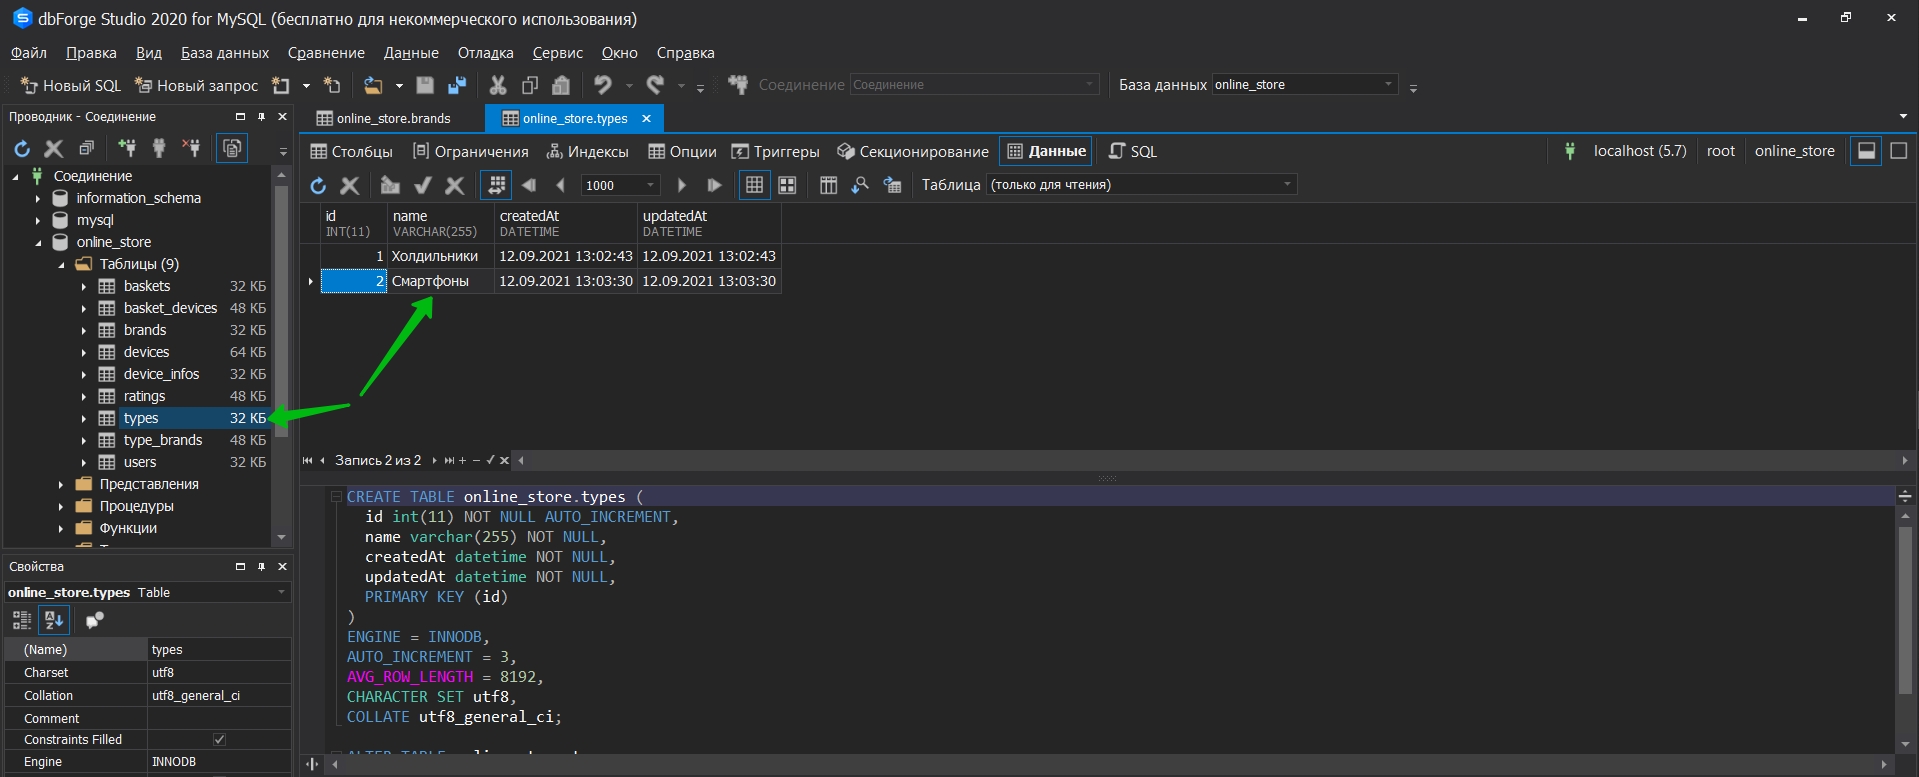 dbForge Studio 2020 for MySQL (бесплатно для некоммерческого использования)
Файл Правка Вид База данных Сравнение Данные Отладка Сервис Окно Справка
Новый SQL Новый запрос Соединение Соединение База данных online_store
Проводник - Соединение
Соединение
information_schema
mysql
online_store
Таблицы (9)
baskets 32 КБ
basket_devices 48 КБ
brands 32 КБ
devices 64 КБ
device_infos 32 КБ
ratings 48 КБ
types 32 КБ
type_brands 48 КБ
users 32 КБ
Представления
Процедуры
Функции
Свойства
online_store.types Table
(Name) types
Charset utf8
Collation utf8_general_ci
Comment
Constraints Filled
Engine INNODB
online_store.brands online_store.types
Столбцы Ограничения Индексы Опции Триггеры Секционирование Данные SQL localhost (5.7) root online_store
1000 Таблица (только для чтения)
id name createdAt updatedAt
INT(11) VARCHAR(255) DATETIME DATETIME
1 Холдильники 12.09.2021 13:02:43 12.09.2021 13:02:43
2 Смартфоны 12.09.2021 13:03:30 12.09.2021 13:03:30
Запись 2 из 2
CREATE TABLE online_store.types (
id int(11) NOT NULL AUTO_INCREMENT,
name varchar(255) NOT NULL,
createdAt datetime NOT NULL,
updatedAt datetime NOT NULL,
PRIMARY KEY (id)
)
ENGINE = INNODB,
AUTO_INCREMENT = 3,
AVG_ROW_LENGTH = 8192,
CHARACTER SET utf8,
COLLATE utf8_general_ci;